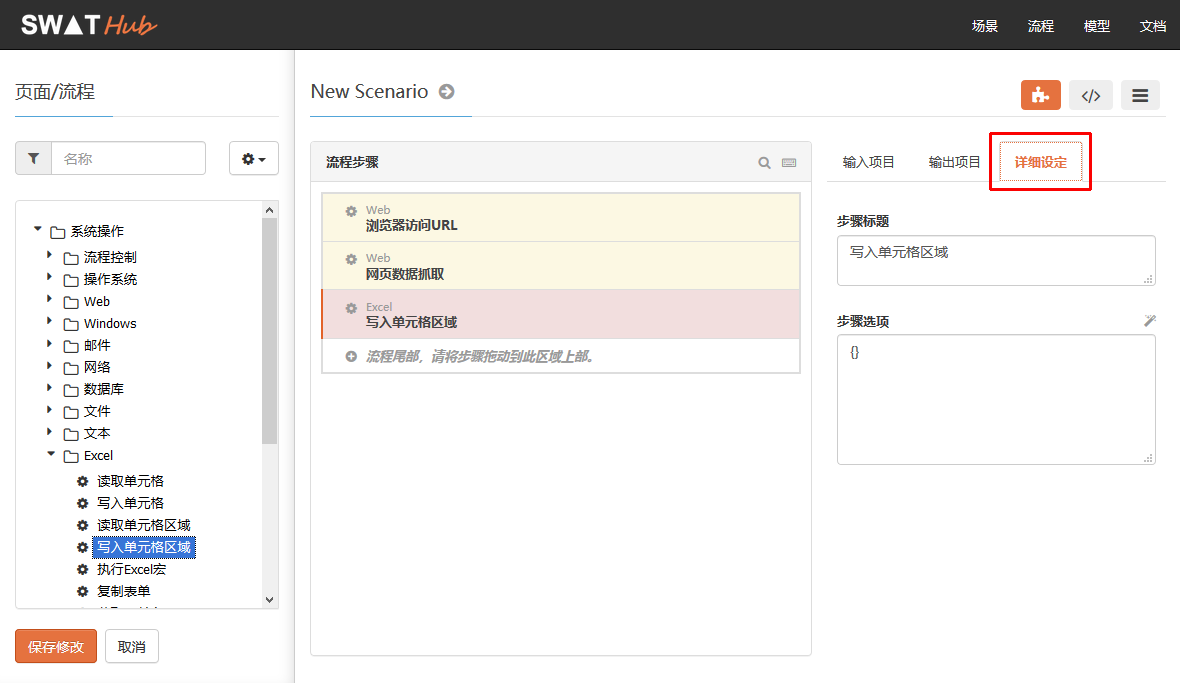 SWAT Hub
场景
流程
模型
文档
页面/流程
名称
系统操作
流程控制
操作系统
Web
Windows
邮件
网络
数据库
文件
文本
Excel
读取单元格
写入单元格
读取单元格区域
写入单元格区域
执行Excel宏
复制表单
保存修改
取消
New Scenario
</>
流程步骤
Web
浏览器访问URL
Web
网页数据抓取
Excel
写入单元格区域
流程尾部，请将步骤拖动到此区域上部。
输入项目
输出项目
详细设定
步骤标题
写入单元格区域
步骤选项
{}